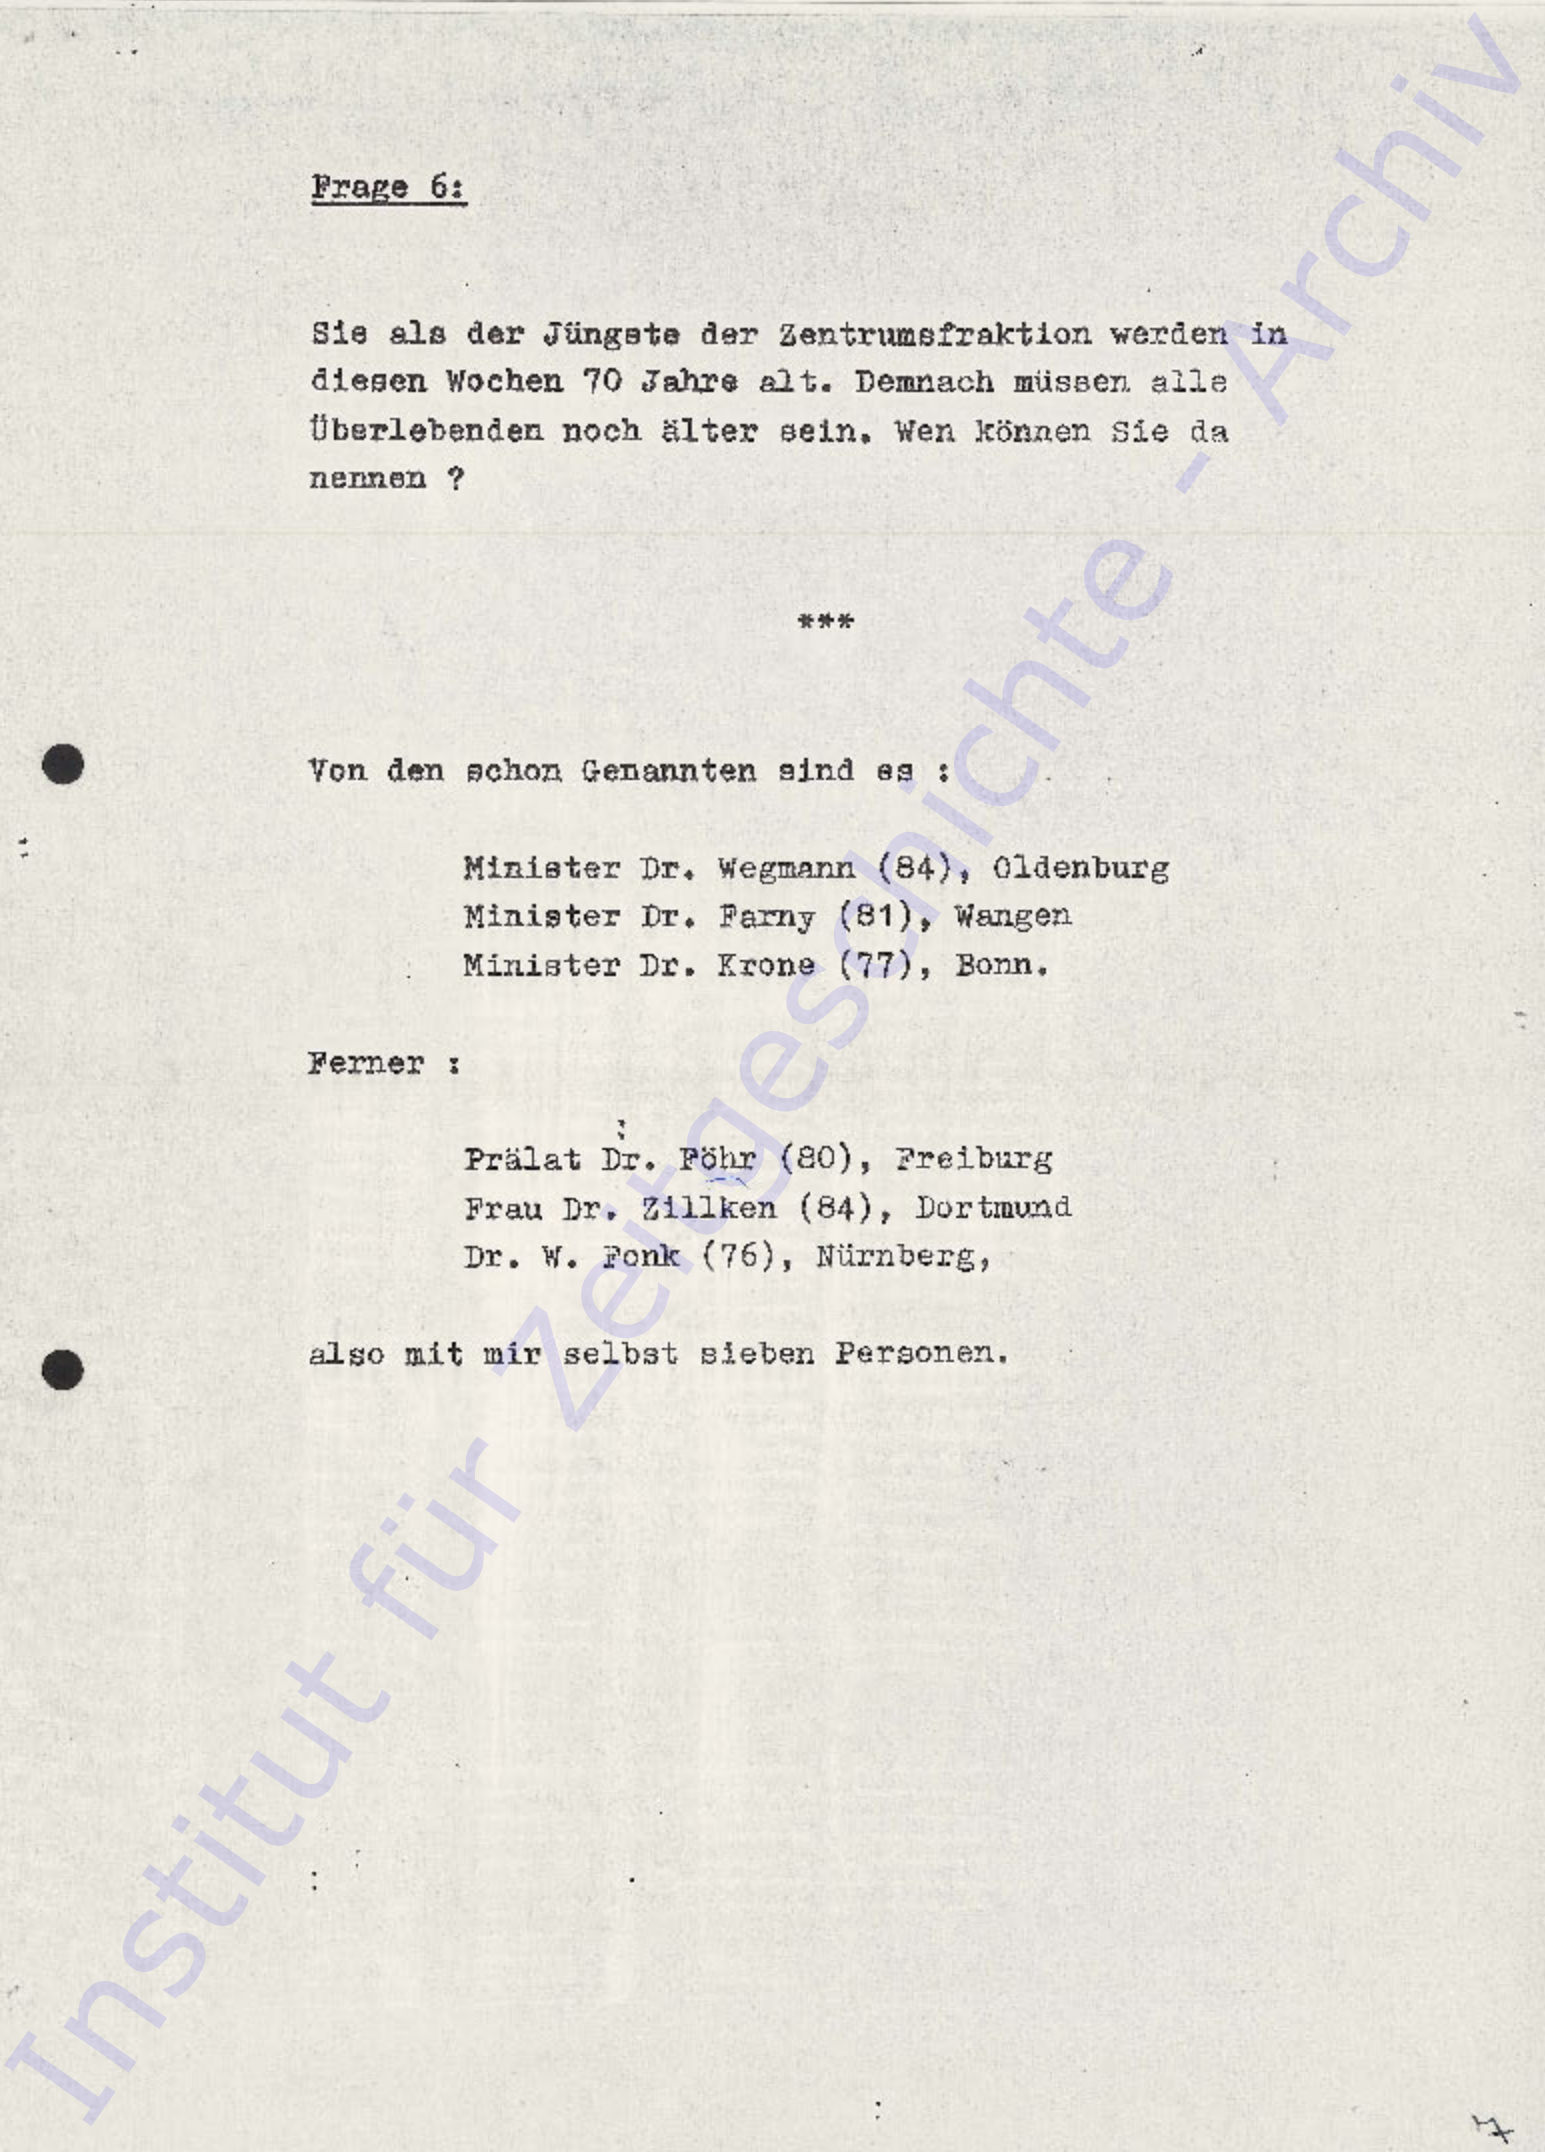 Frage 6:
Sie als der Jüngste der Zentrumsfraktion werden in
diesen Wochen 70 Jahre alt. Demnach müssen alle
Überlebenden noch älter sein. Wen können Sie da
nennen ?
***
Von den schon Genannten sind es :
Minister Dr. Wegmann (84), Oldenburg
Minister Dr. Farny (81), Wangen
Minister Dr. Krone (77), Bonn.
Ferner :
Prälat Dr. Föhr (80), Freiburg
Frau Dr. Zillken (84), Dortmund
Dr. W. Fonk (76), Nürnberg,
also mit mir selbst sieben Personen.
Institut für Zeitgeschichte - Archiv
7